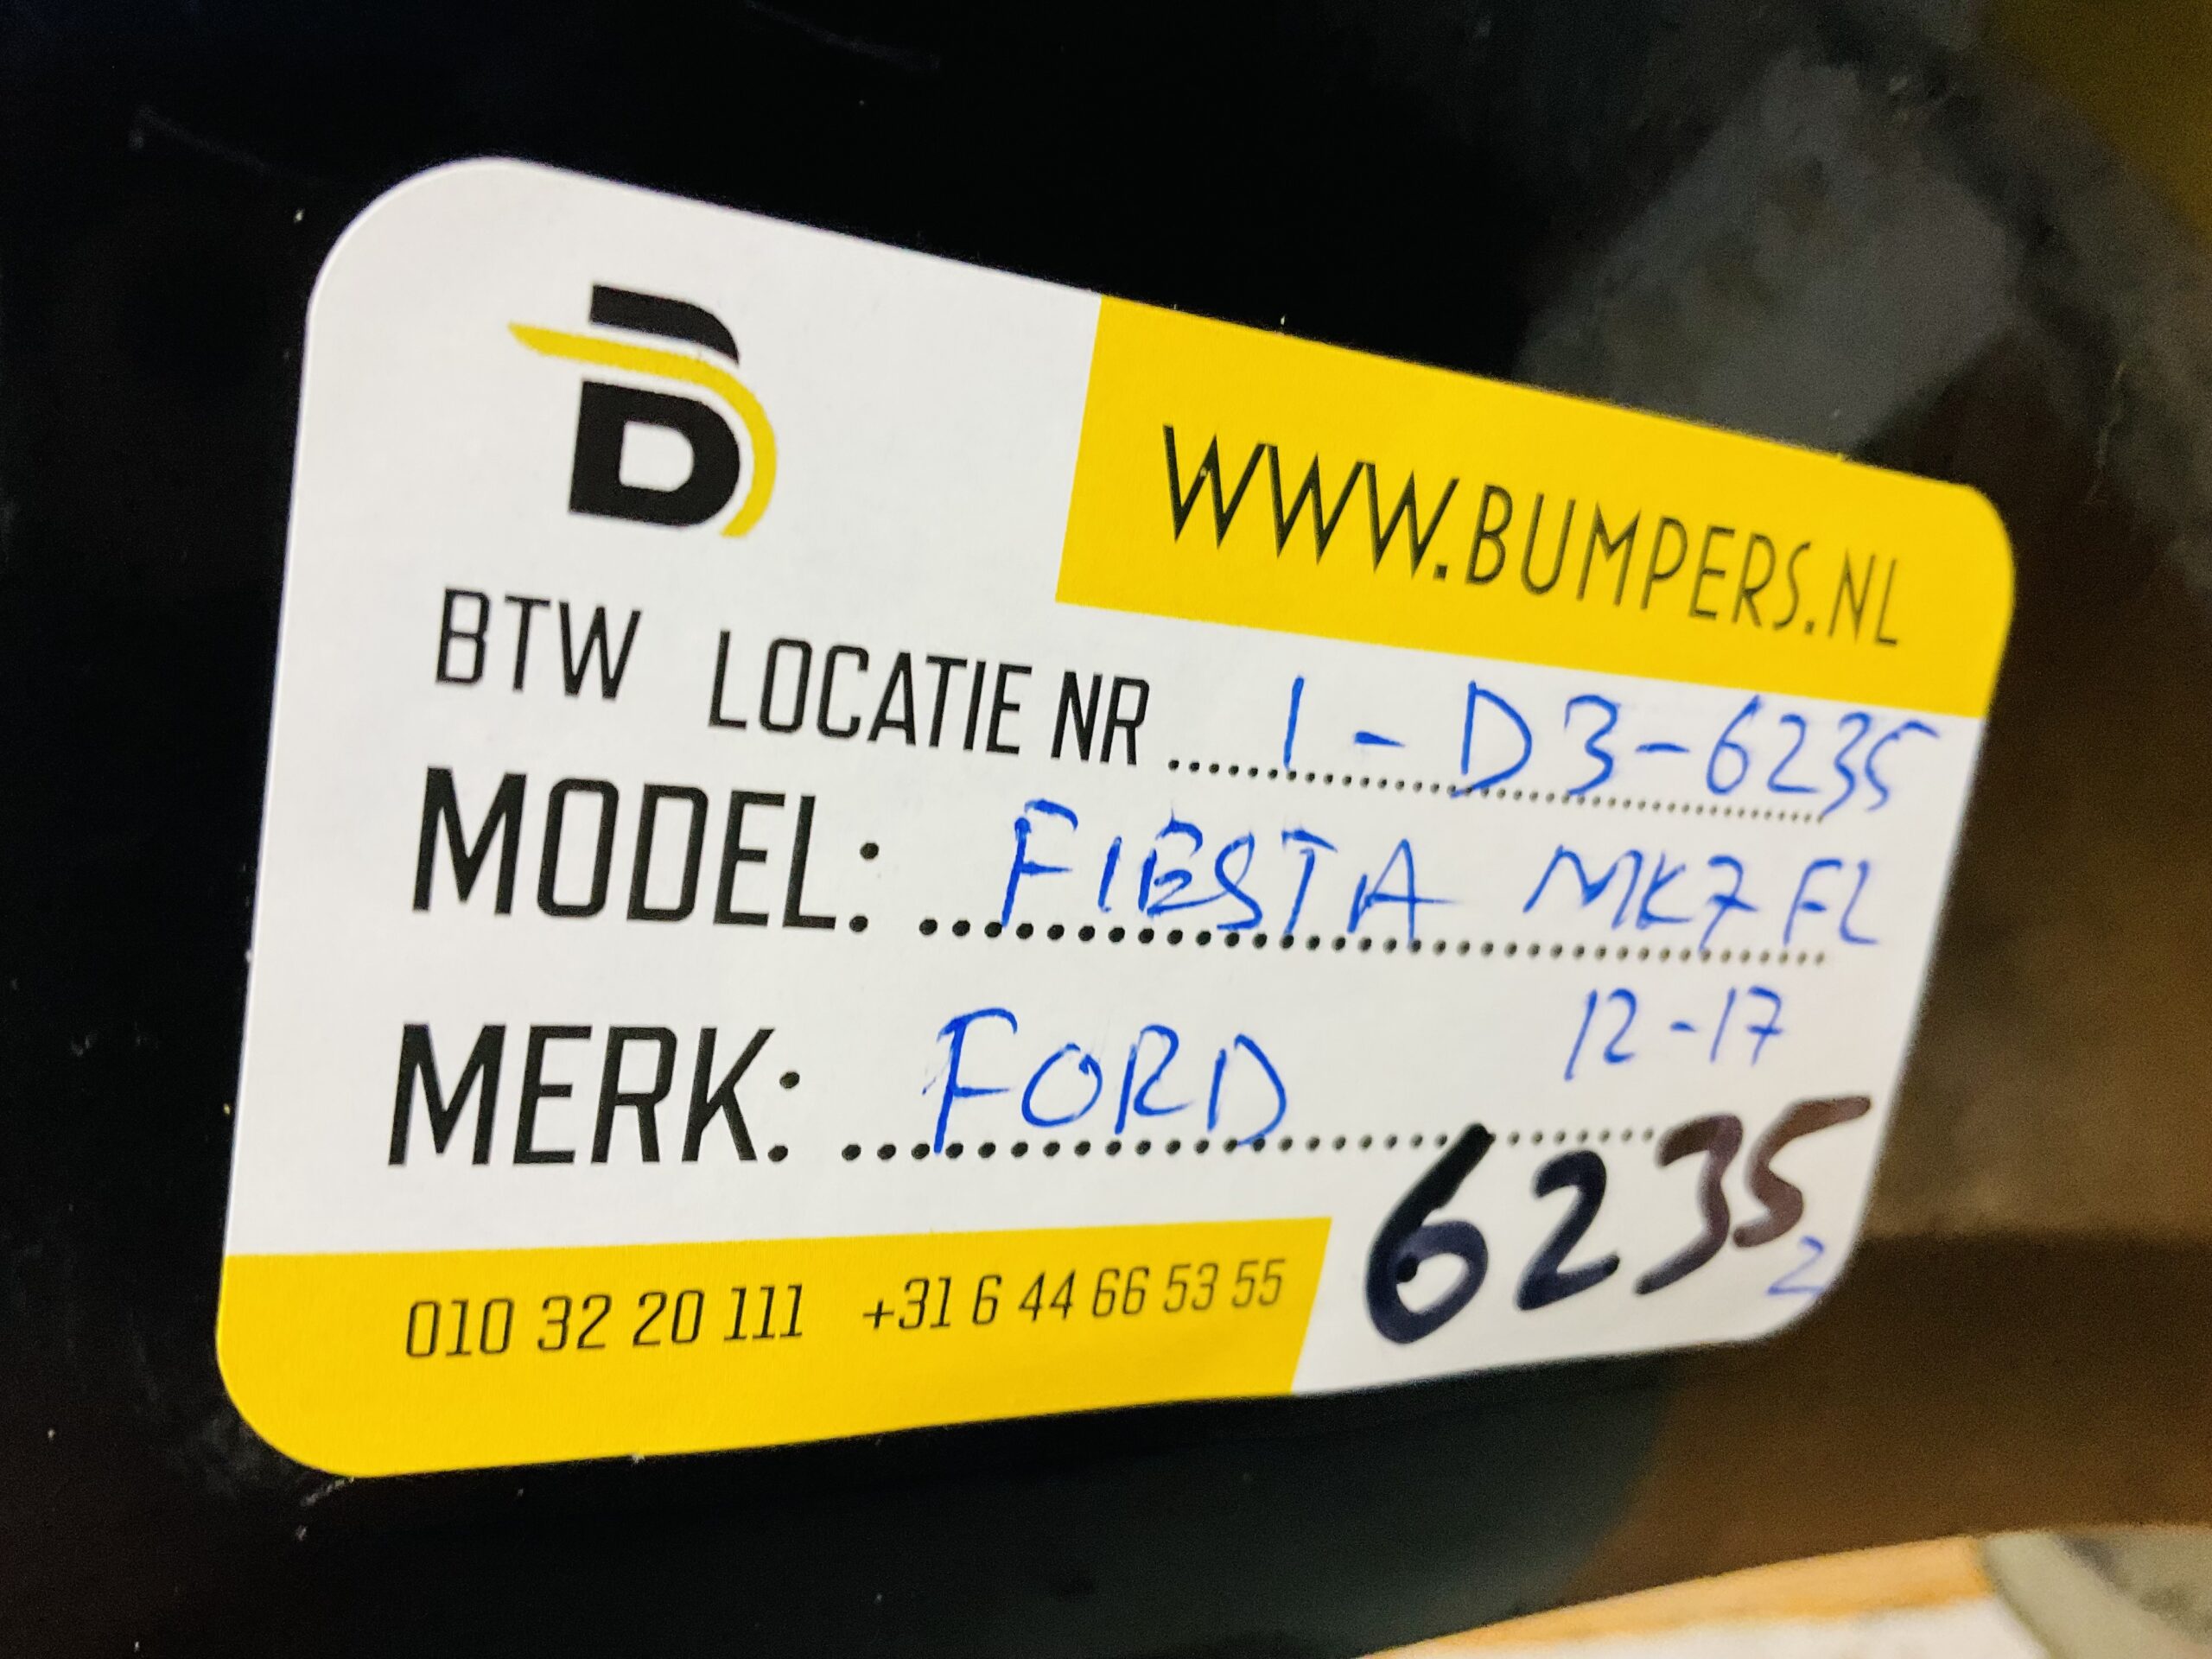 B
WWW.BUMPERS.NL
BTW LOCATIE NR ..... 1-D3-6235
MODEL: FIESTA MK7 FL
12-17
MERK: FORD
6235
2
010 32 20 111 +31 6 44 66 53 55